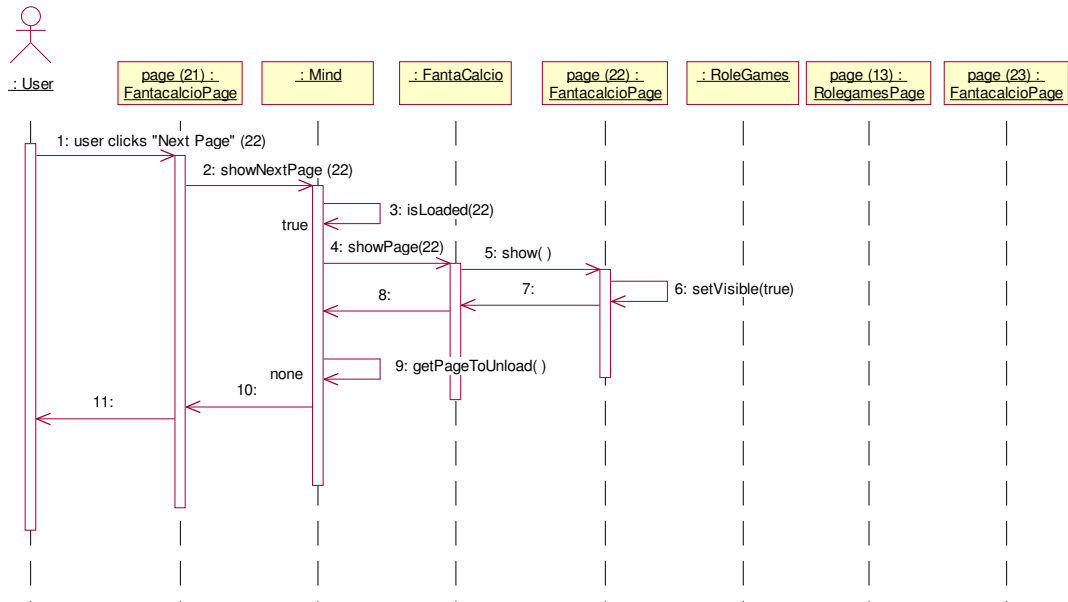 : User
page (21) :
FantacalcioPage
: Mind
: FantaCalcio
page (22) :
FantacalcioPage
: RoleGames
page (13) :
RolegamesPage
page (23) :
FantacalcioPage
1: user clicks "Next Page" (22)
2: showNextPage (22)
3: isLoaded(22)
true
4: showPage(22)
5: show( )
6: setVisible(true)
7:
8:
9: getPageToUnload( )
none
10:
11: